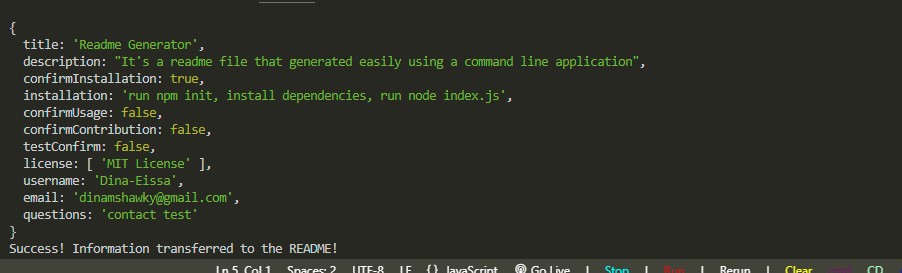 {
title: 'Readme Generator',
description: "It's a readme file that generated easily using a command line application",
confirmInstallation: true,
installation: 'run npm init, install dependencies, run node index.js',
confirmUsage: false,
confirmContribution: false,
testConfirm: false,
license: [ 'MIT License' ],
username: 'Dina-Eissa',
email: 'dinamshawky@gmail.com',
questions: 'contact test'
}
Success! Information transferred to the README!
Ln 5, Col 1 Spaces: 2 UTF-8 LF {} JavaScript Go Live | Stop | Run | Rerun | Clear CD